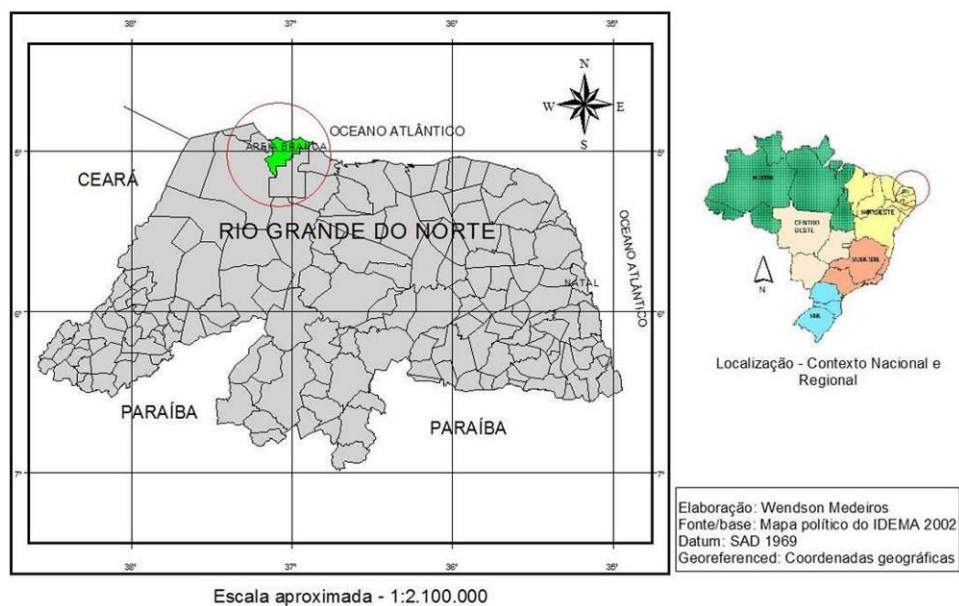 38°
37°
36°
N
W
E
S
OCEANO ATLÂNTICO
AREIA BRANCA
5°
5°
CEARÁ
RIO GRANDE DO NORTE
OCEANO ATLÂNTICO
NATAL
6°
6°
PARAÍBA
PARAÍBA
7°
7°
38°
37°
36°
Escala aproximada - 1:2.100.000
NORDESTE
CENTRO
OESTE
SUDESTE
SUL
N
Localização - Contexto Nacional e
Regional
Elaboração: Wendson Medeiros
Fonte/base: Mapa político do IDEMA 2002
Datum: SAD 1969
Georeferenced: Coordenadas geográficas